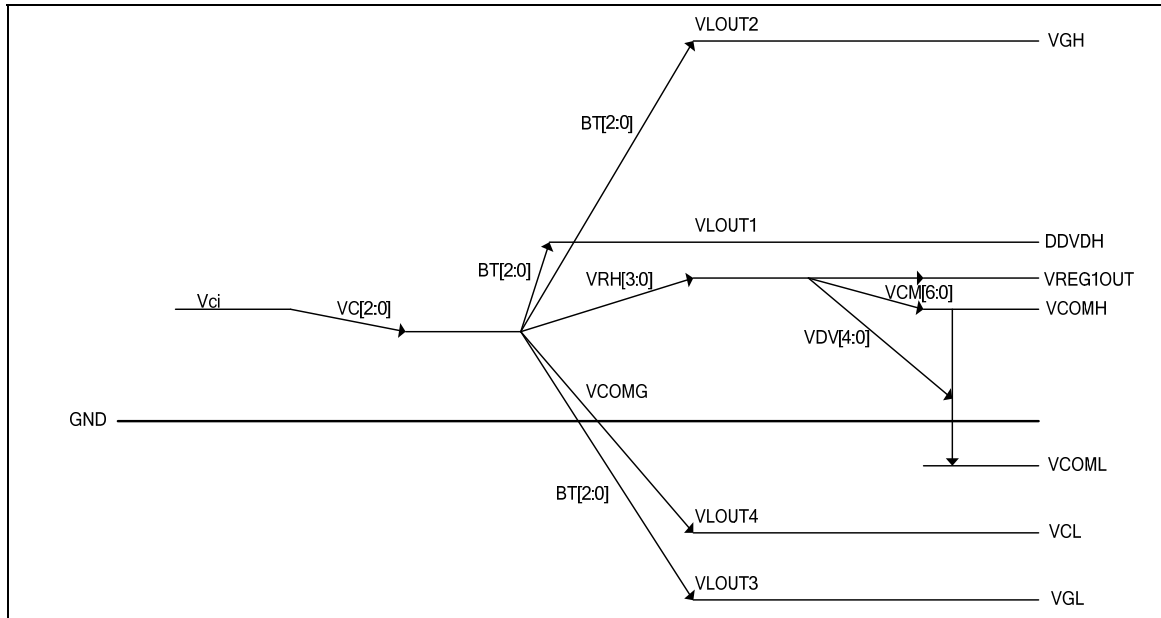 VLOUT2
VGH
BT[2:0]
VLOUT1
DDVDH
BT[2:0]
VRH[3:0]
VREG1OUT
VCM[6:0]
Vci
VC[2:0]
VCOMH
VDV[4:0]
VCOMG
GND
VCOML
BT[2:0]
VLOUT4
VCL
VLOUT3
VGL